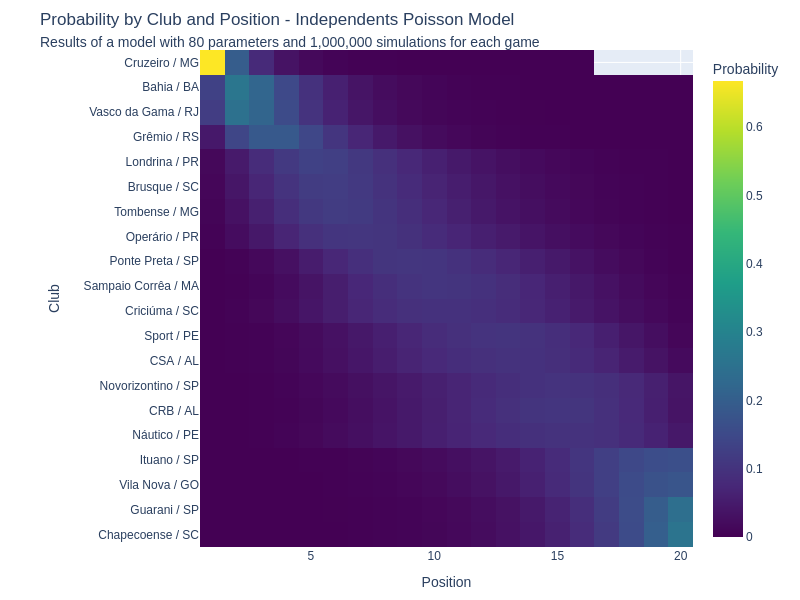 Probability by Club and Position - Independents Poisson Model
Results of a model with 80 parameters and 1,000,000 simulations for each game
Probability
Club
Cruzeiro / MG
Bahia / BA
Vasco da Gama / RJ
Grêmio / RS
Londrina / PR
Brusque / SC
Tombense / MG
Operário / PR
Ponte Preta / SP
Sampaio Corrêa / MA
Criciúma / SC
Sport / PE
CSA / AL
Novorizontino / SP
CRB / AL
Náutico / PE
Ituano / SP
Vila Nova / GO
Guarani / SP
Chapecoense / SC
0.6
0.5
0.4
0.3
0.2
0.1
0
5 10 15 20
Position